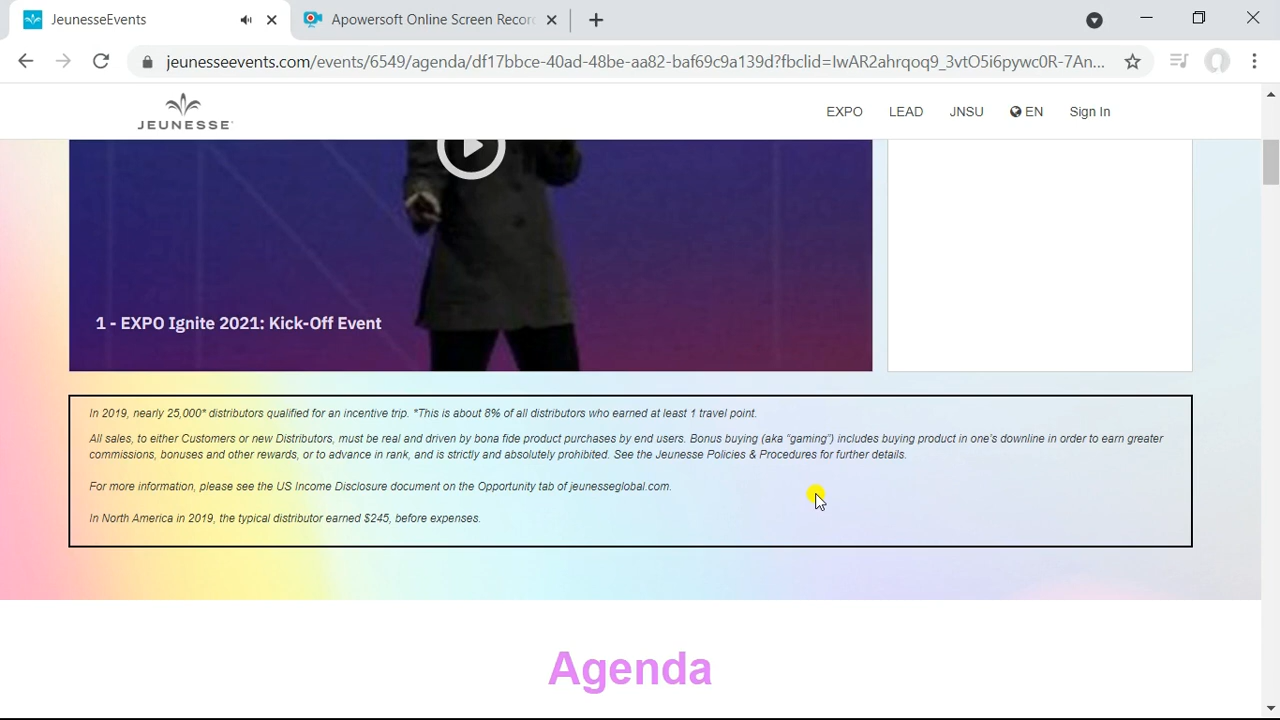 JeunesseEvents
Apowersoft Online Screen Recor
jeunesseevents.com/events/6549/agenda/df17bbce-40ad-48be-aa82-baf69c9a139d?fbclid=IwAR2ahrqoq9_3vtO5i6pywc0R-7An...
JEUNESSE
EXPO LEAD JNSU EN Sign In
1 - EXPO Ignite 2021: Kick-Off Event
In 2019, nearly 25,000* distributors qualified for an incentive trip. *This is about 8% of all distributors who earned at least 1 travel point.
All sales, to either Customers or new Distributors, must be real and driven by bona fide product purchases by end users. Bonus buying (aka “gaming”) includes buying product in one's downline in order to earn greater
commissions, bonuses and other rewards, or to advance in rank, and is strictly and absolutely prohibited. See the Jeunesse Policies & Procedures for further details.
For more information, please see the US Income Disclosure document on the Opportunity tab of jeunesseglobal.com.
In North America in 2019, the typical distributor earned $245, before expenses.
Agenda